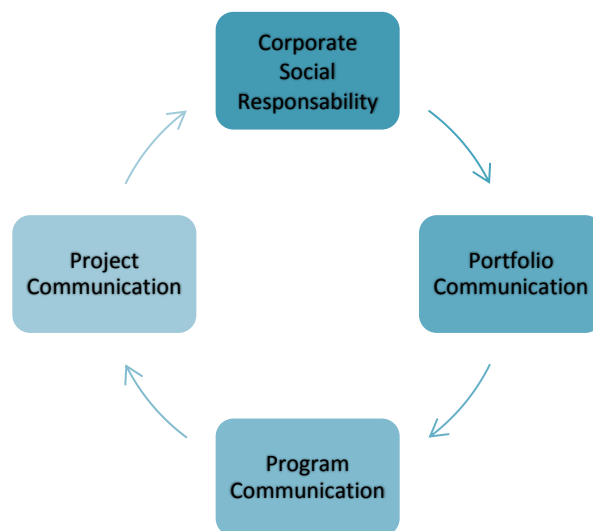 Corporate
Social
Responsability
Project
Communication
Portfolio
Communication
Program
Communication